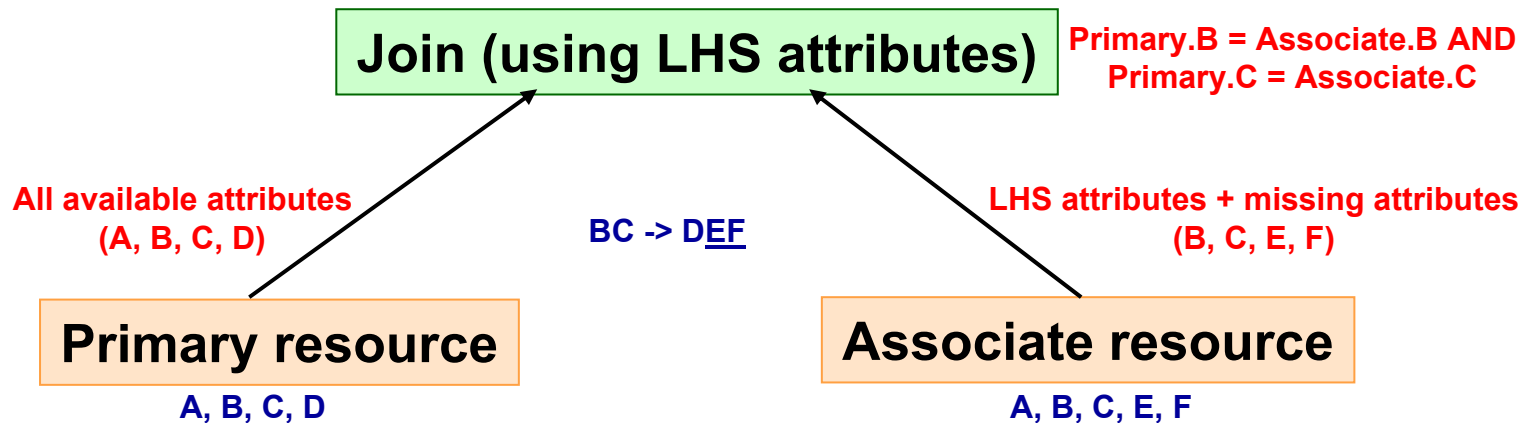 Join (using LHS attributes)
Primary.B = Associate.B AND
Primary.C = Associate.C
All available attributes
(A, B, C, D)
BC -> DEF
LHS attributes + missing attributes
(B, C, E, F)
Primary resource
A, B, C, D
Associate resource
A, B, C, E, F